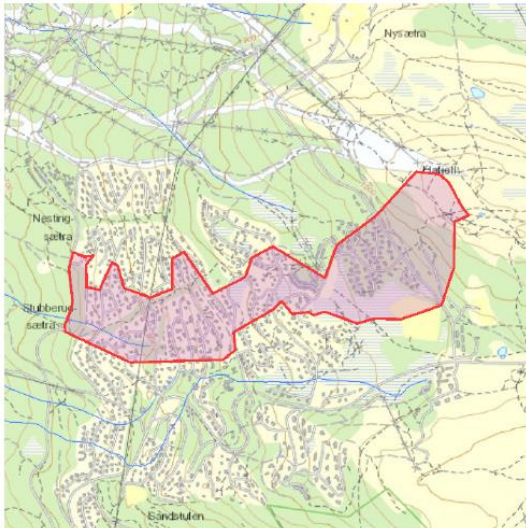 Nysætra
Hafjell
Nesting-
sætra
Stubberud-
sætra
Sandstulen